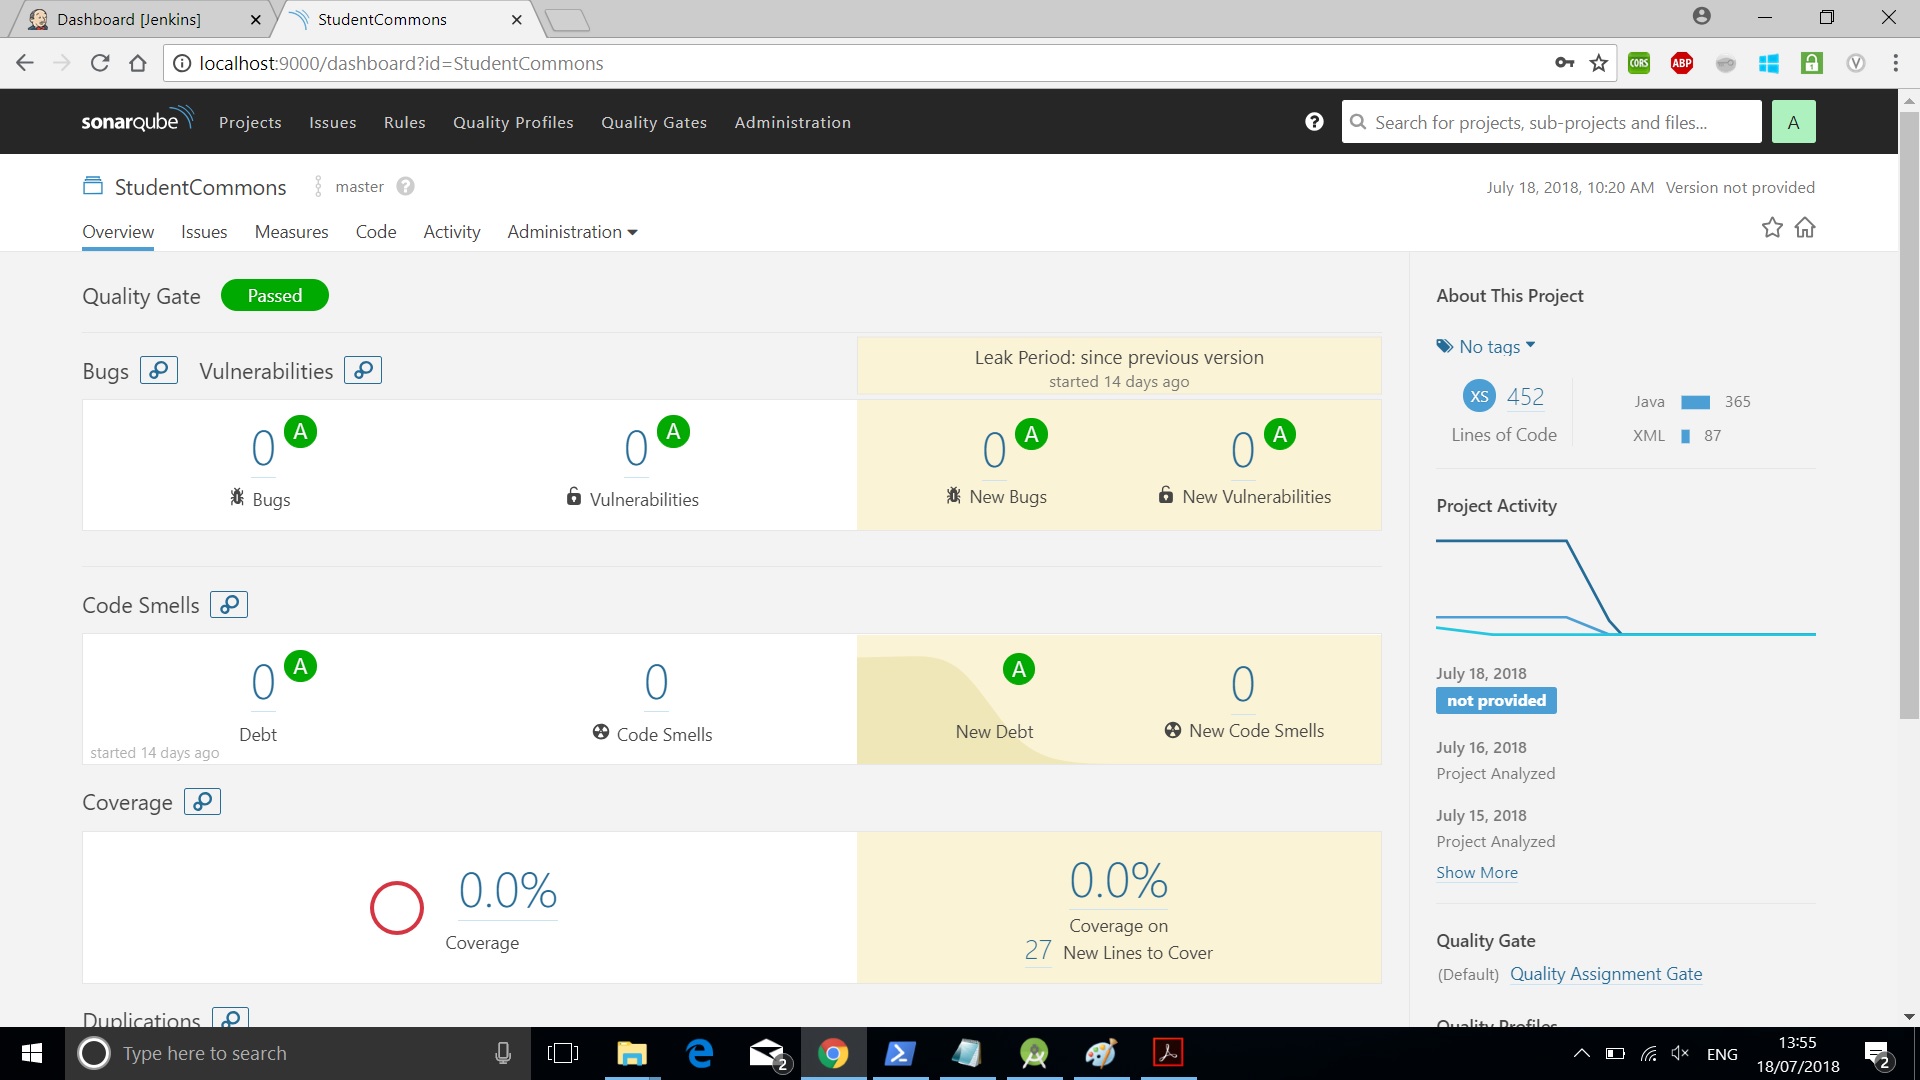 Dashboard [Jenkins]
StudentCommons
localhost:9000/dashboard?id=StudentCommons
CORS
ABP
sonarqube
Projects
Issues
Rules
Quality Profiles
Quality Gates
Administration
Search for projects, sub-projects and files...
A
StudentCommons
master
July 18, 2018, 10:20 AM Version not provided
Overview
Issues
Measures
Code
Activity
Administration
Quality Gate
Passed
Bugs
Vulnerabilities
Leak Period: since previous version
started 14 days ago
0 A
Bugs
0 A
Vulnerabilities
0 A
New Bugs
0 A
New Vulnerabilities
Code Smells
0 A
Debt
started 14 days ago
0
Code Smells
A
New Debt
0
New Code Smells
Coverage
0.0%
Coverage
0.0%
Coverage on
27 New Lines to Cover
Duplications
About This Project
No tags
XS 452
Lines of Code
Java 365
XML 87
Project Activity
July 18, 2018
not provided
July 16, 2018
Project Analyzed
July 15, 2018
Project Analyzed
Show More
Quality Gate
(Default) Quality Assignment Gate
Quality Profiles
Type here to search
2
ENG
13:55
18/07/2018
2